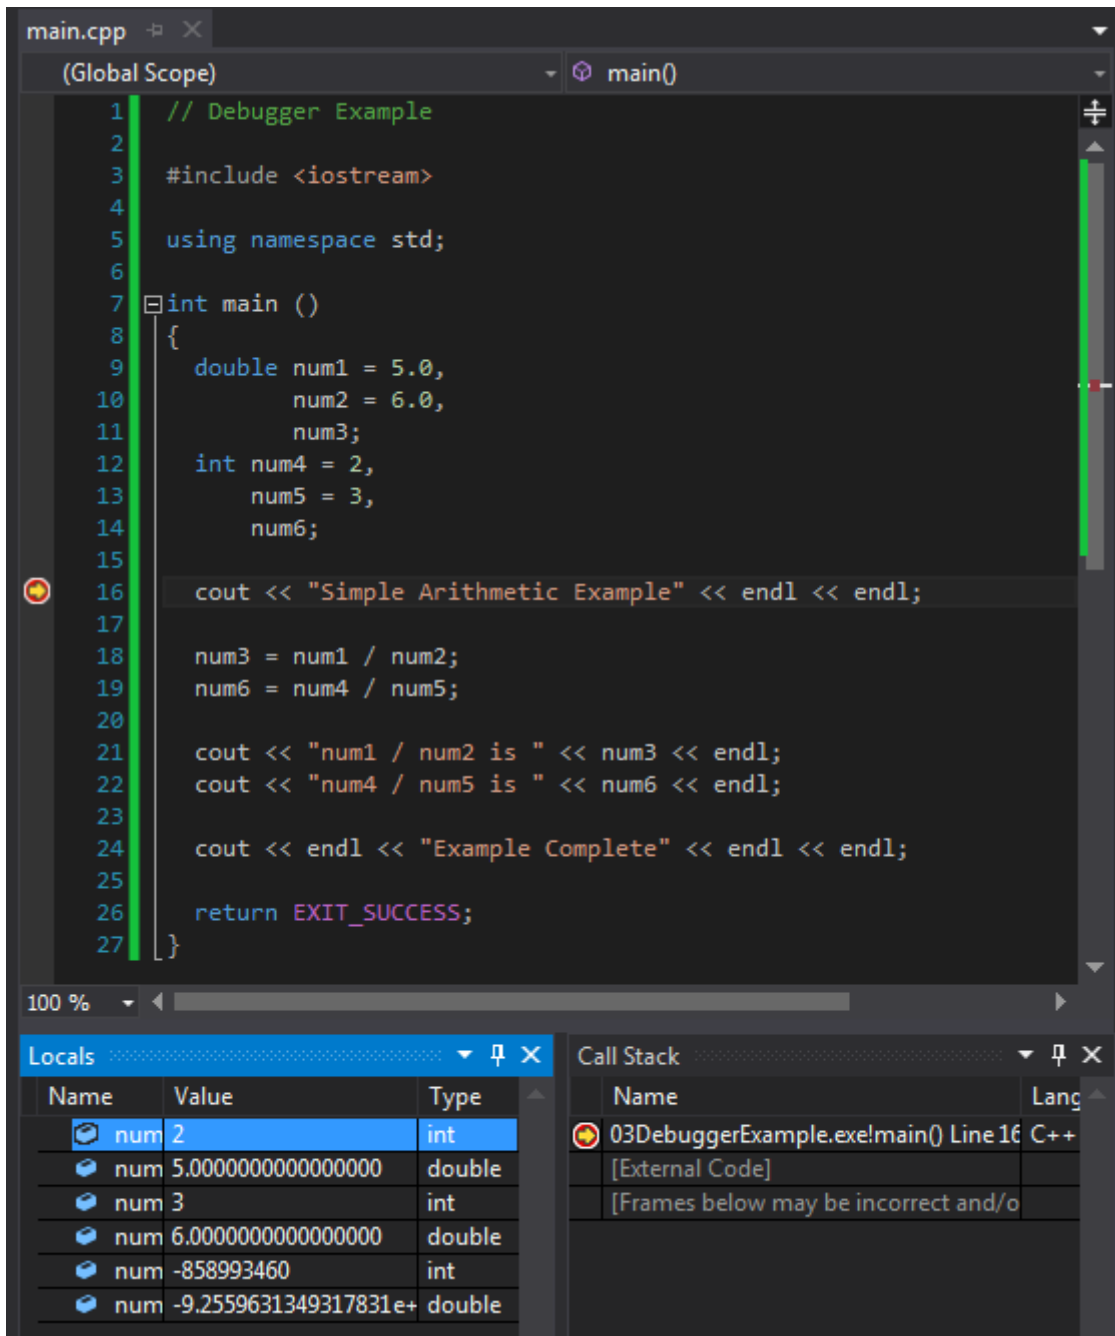 main.cpp
(Global Scope) main()
1 // Debugger Example
2
3 #include <iostream>
4
5 using namespace std;
6
7 int main ()
8 {
9   double num1 = 5.0,
10          num2 = 6.0,
11          num3;
12   int num4 = 2,
13       num5 = 3,
14       num6;
15
16   cout << "Simple Arithmetic Example" << endl << endl;
17
18   num3 = num1 / num2;
19   num6 = num4 / num5;
20
21   cout << "num1 / num2 is " << num3 << endl;
22   cout << "num4 / num5 is " << num6 << endl;
23
24   cout << endl << "Example Complete" << endl << endl;
25
26   return EXIT_SUCCESS;
27 }
100 %
Locals
Name Value Type
num 2 int
num 5.0000000000000000 double
num 3 int
num 6.0000000000000000 double
num -858993460 int
num -9.2559631349317831e+ double
Call Stack
Name Lang
03DebuggerExample.exe!main() Line 16 C++
[External Code]
[Frames below may be incorrect and/o